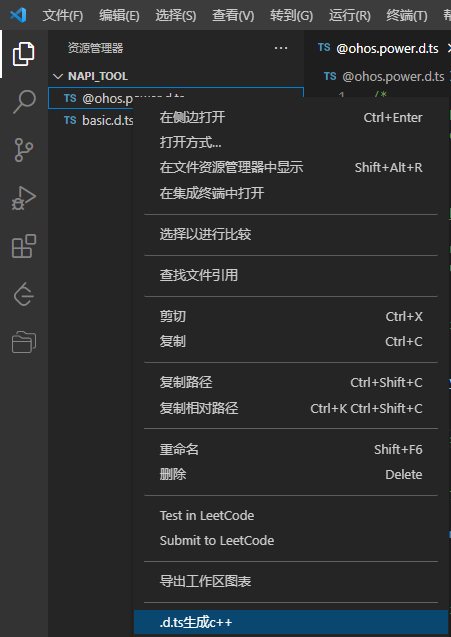 文件(F) 编辑(E) 选择(S) 查看(V) 转到(G) 运行(R) 终端(T)
资源管理器 ··· TS @ohos.power.d.ts
NAPI_TOOL TS @ohos.power.d.ts
TS @ohos.power.d.ts 1 /*
TS basic.d.ts
在侧边打开 Ctrl+Enter
打开方式...
在文件资源管理器中显示 Shift+Alt+R
在集成终端中打开
选择以进行比较
查找文件引用
剪切 Ctrl+X
复制 Ctrl+C
复制路径 Ctrl+Shift+C
复制相对路径 Ctrl+K Ctrl+Shift+C
重命名 Shift+F6
删除 Delete
Test in LeetCode
Submit to LeetCode
导出工作区图表
.d.ts生成c++